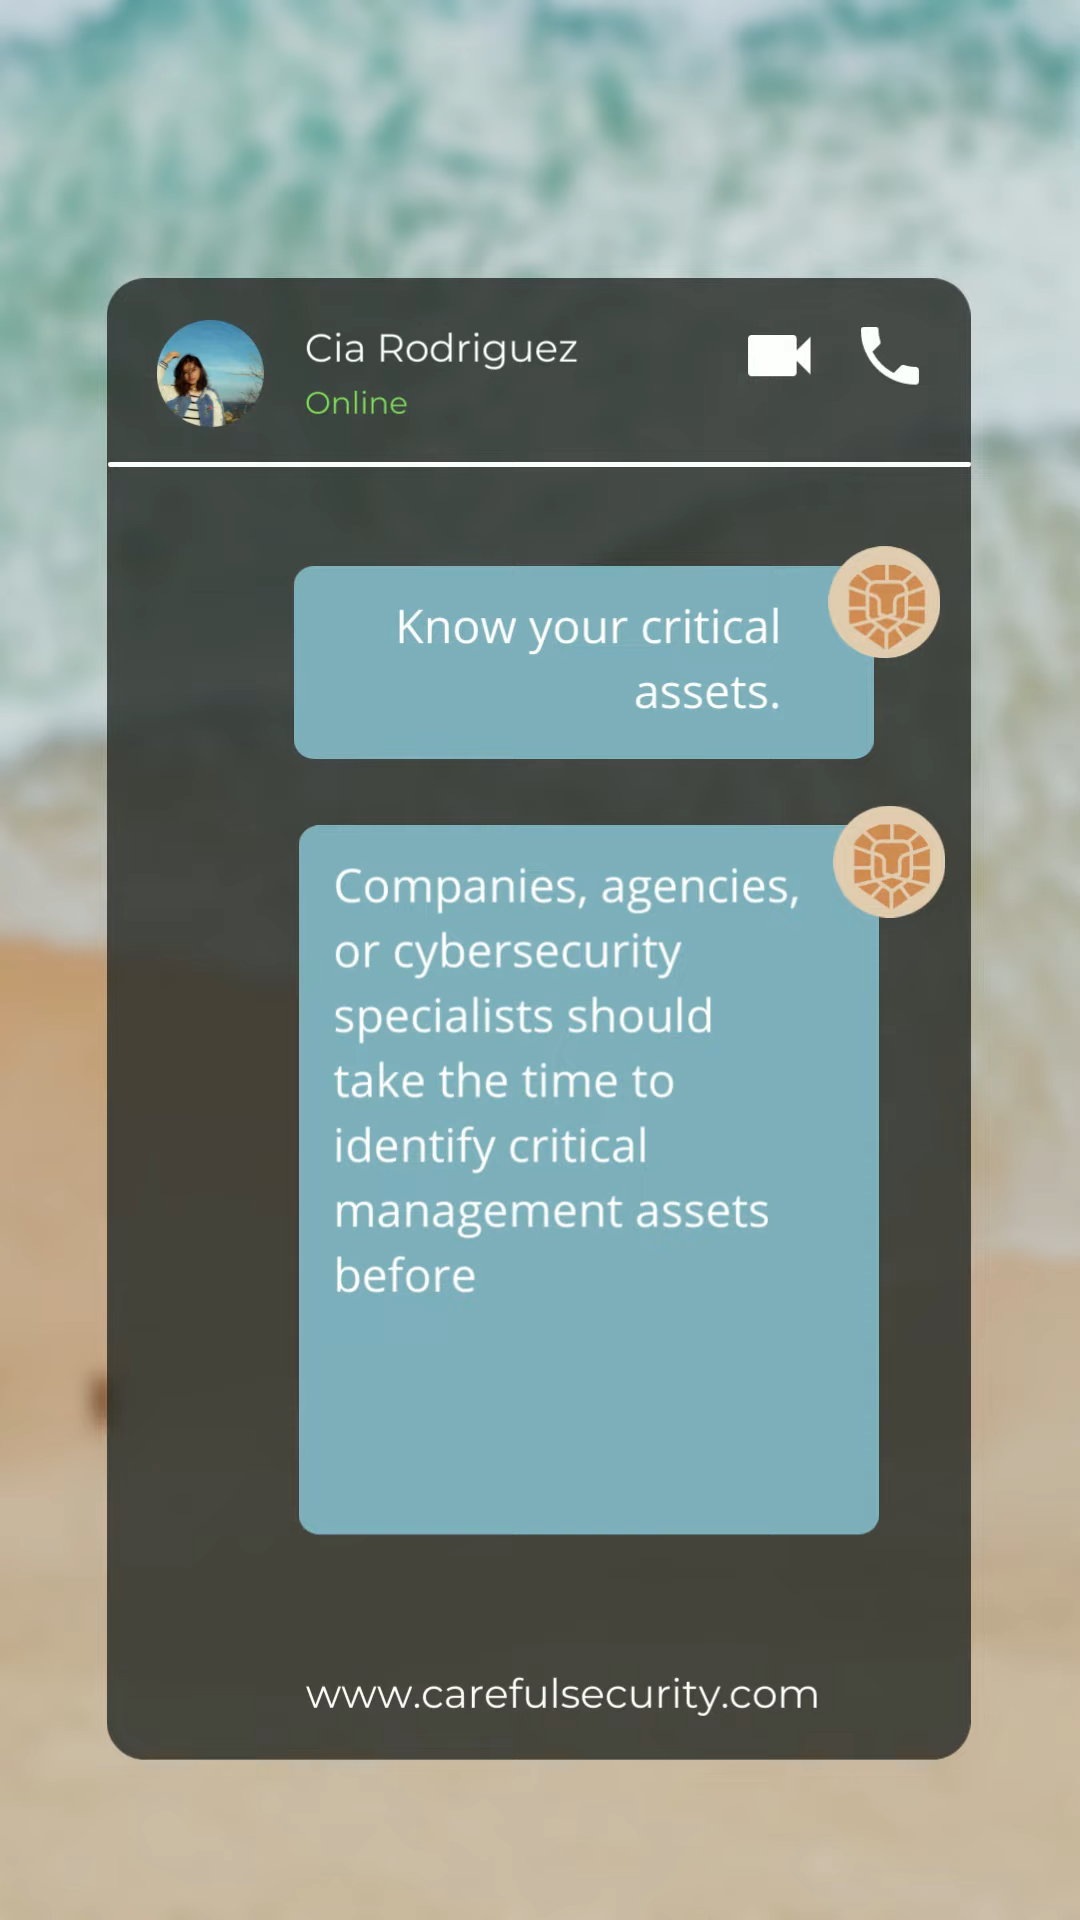 Cia Rodriguez
Online
Know your critical
assets.
Companies, agencies,
or cybersecurity
specialists should
take the time to
identify critical
management assets
before
www.carefulsecurity.com